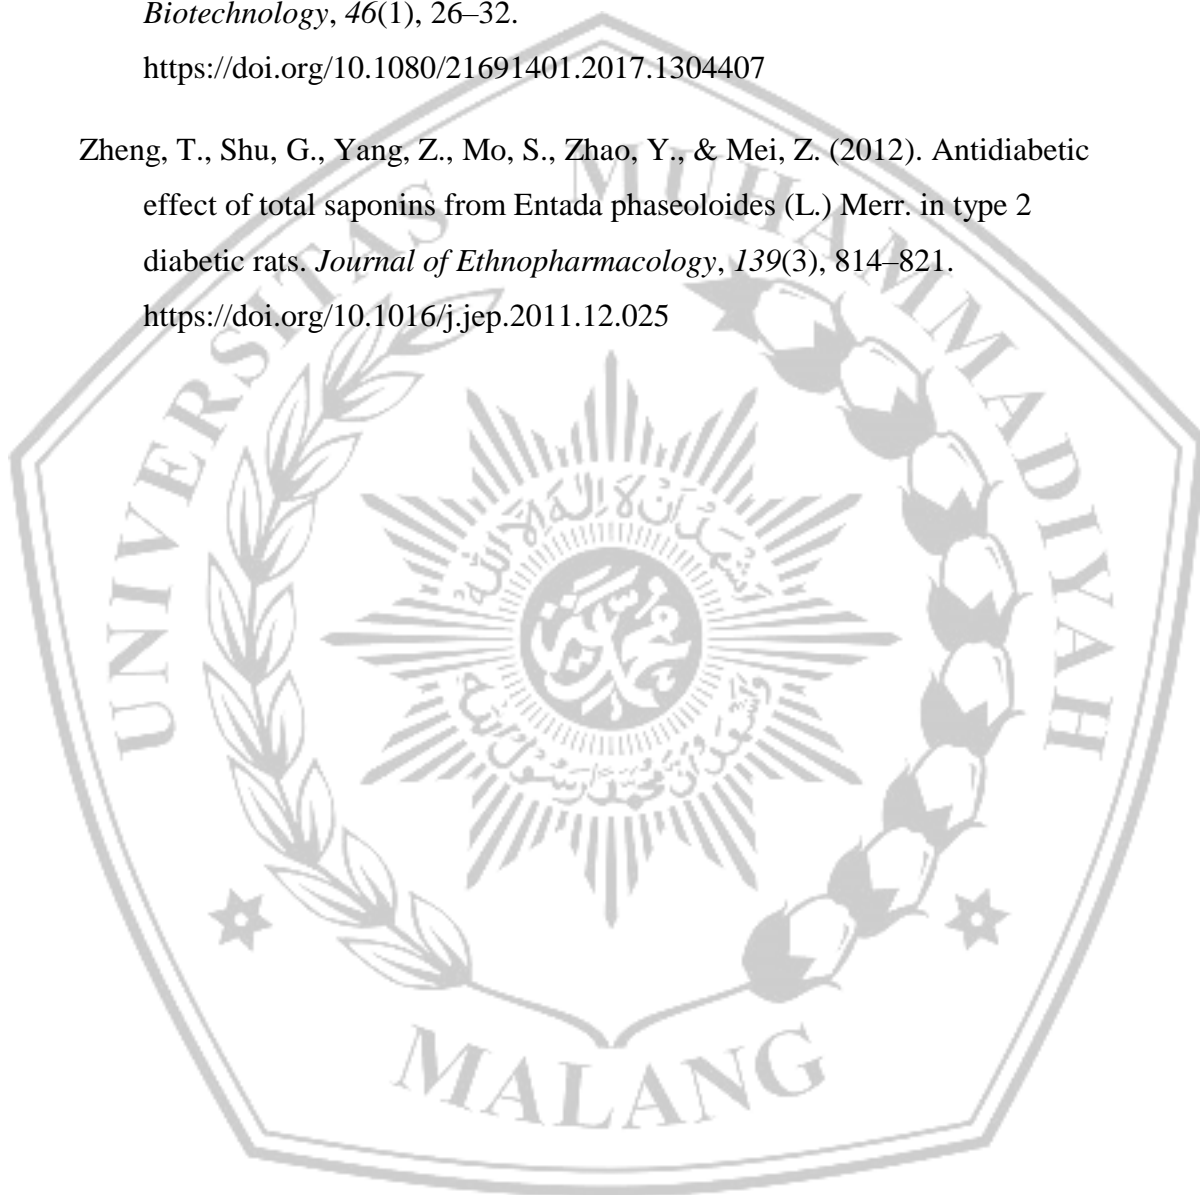 Biotechnology, 46(1), 26–32.
https://doi.org/10.1080/21691401.2017.1304407
Zheng, T., Shu, G., Yang, Z., Mo, S., Zhao, Y., & Mei, Z. (2012). Antidiabetic
effect of total saponins from Entada phaseoloides (L.) Merr. in type 2
diabetic rats. Journal of Ethnopharmacology, 139(3), 814–821.
https://doi.org/10.1016/j.jep.2011.12.025
UNIVERSITAS MUHAMMADIYAH
MALANG